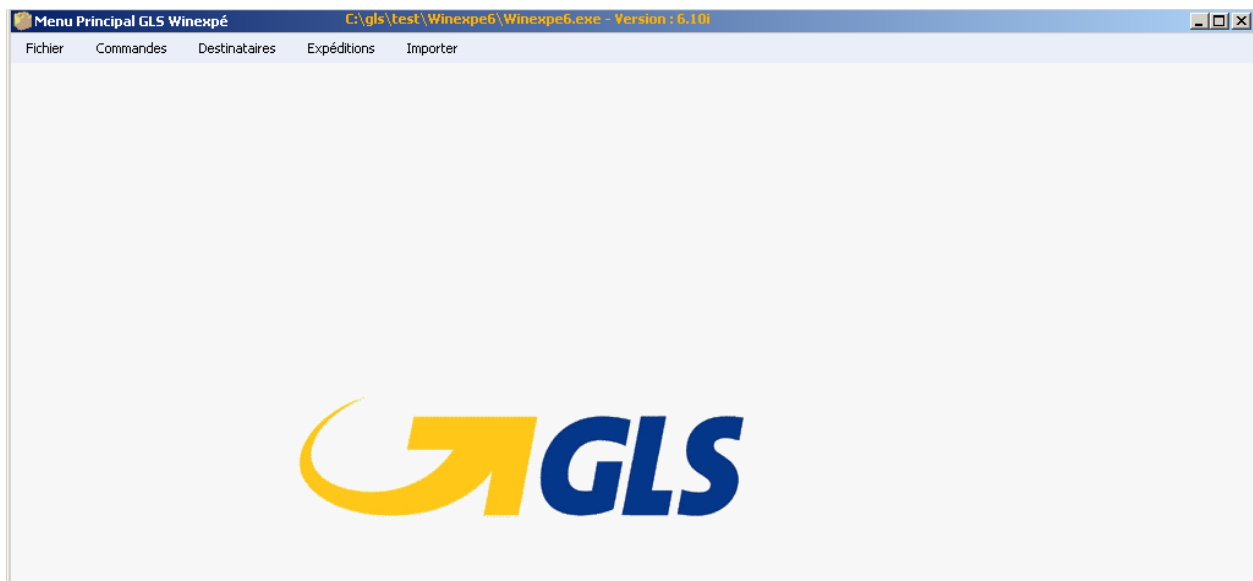 Menu Principal GLS Winexpé C:\gls\test\Winexpe6\Winexpe6.exe - Version : 6.10i
Fichier Commandes Destinataires Expéditions Importer
GLS